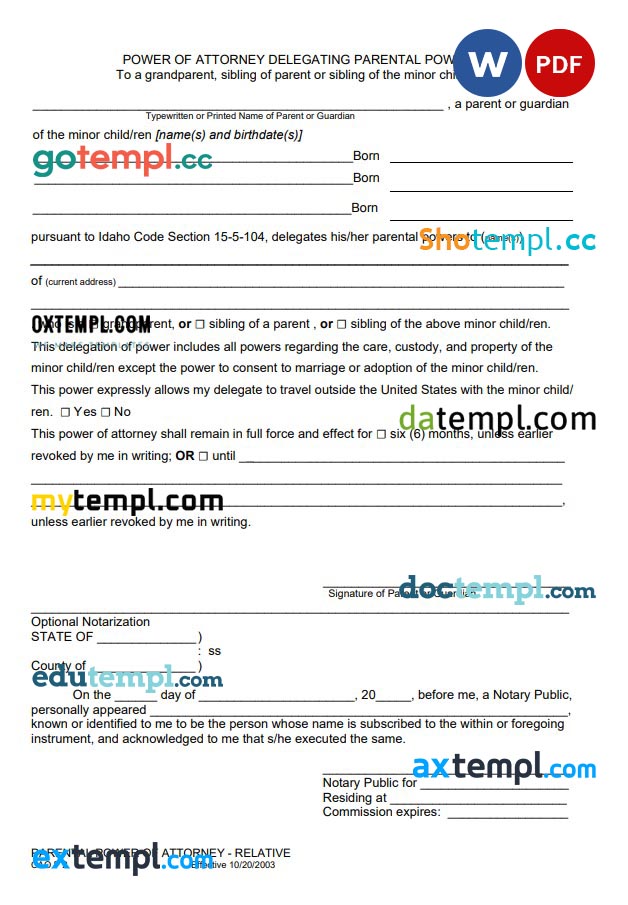 POWER OF ATTORNEY DELEGATING PARENTAL
W PDF
To a grandparent, sibling of parent or sibling of the minor
, a parent or guardian
Typewritten or Printed Name of Parent or Guardian
of the minor child/ren [name(s) and birthdate(s)]
Born
gotempl.cc
Born
Born
pursuant to Idaho Code Section 15-5-104, delegates his/her parental powers to (name(s))
Shotempl.cc
of (current address)
OXTEMPL.COM
grandparent, or ☐ sibling of a parent , or ☐ sibling of the above minor child/ren.
This delegation of power includes all powers regarding the care, custody, and property of the
minor child/ren except the power to consent to marriage or adoption of the minor child/ren.
This power expressly allows my delegate to travel outside the United States with the minor child/
ren. ☐ Yes ☐ No
datempl.com
This power of attorney shall remain in full force and effect for ☐ six (6) months, unless earlier
revoked by me in writing; OR ☐ until
mytempl.com
,
unless earlier revoked by me in writing.
doctempl.com
Signature of Parent or Guardian
Optional Notarization
STATE OF )
: ss
County of )
edutempl.com
On the day of , 20 , before me, a Notary Public,
personally appeared ,
known or identified to me to be the person whose name is subscribed to the within or foregoing
instrument, and acknowledged to me that s/he executed the same.
axtempl.com
Notary Public for
Residing at
Commission expires:
PARENTAL POWER OF ATTORNEY - RELATIVE
extempl.com
Effective 10/20/2003